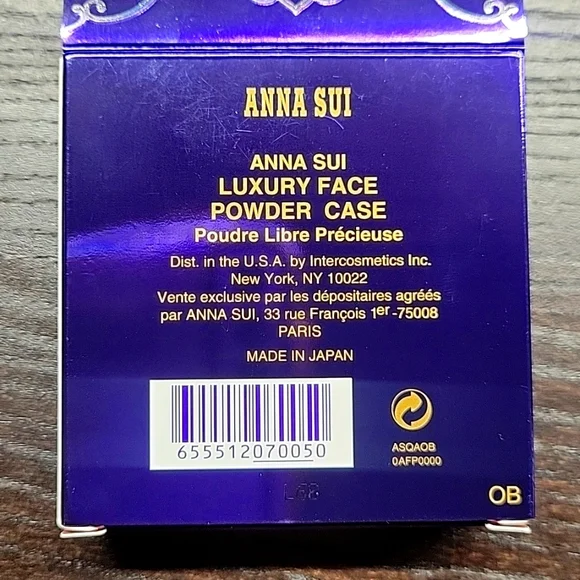 ANNA SUI
ANNA SUI
LUXURY FACE
POWDER CASE
Poudre Libre Précieuse
Dist. in the U.S.A. by Intercosmetics Inc.
New York, NY 10022
Vente exclusive par les dépositaires agréés
par ANNA SUI, 33 rue François 1er -75008
PARIS
MADE IN JAPAN
655512070050
ASQAOB
0AFP0000
OB